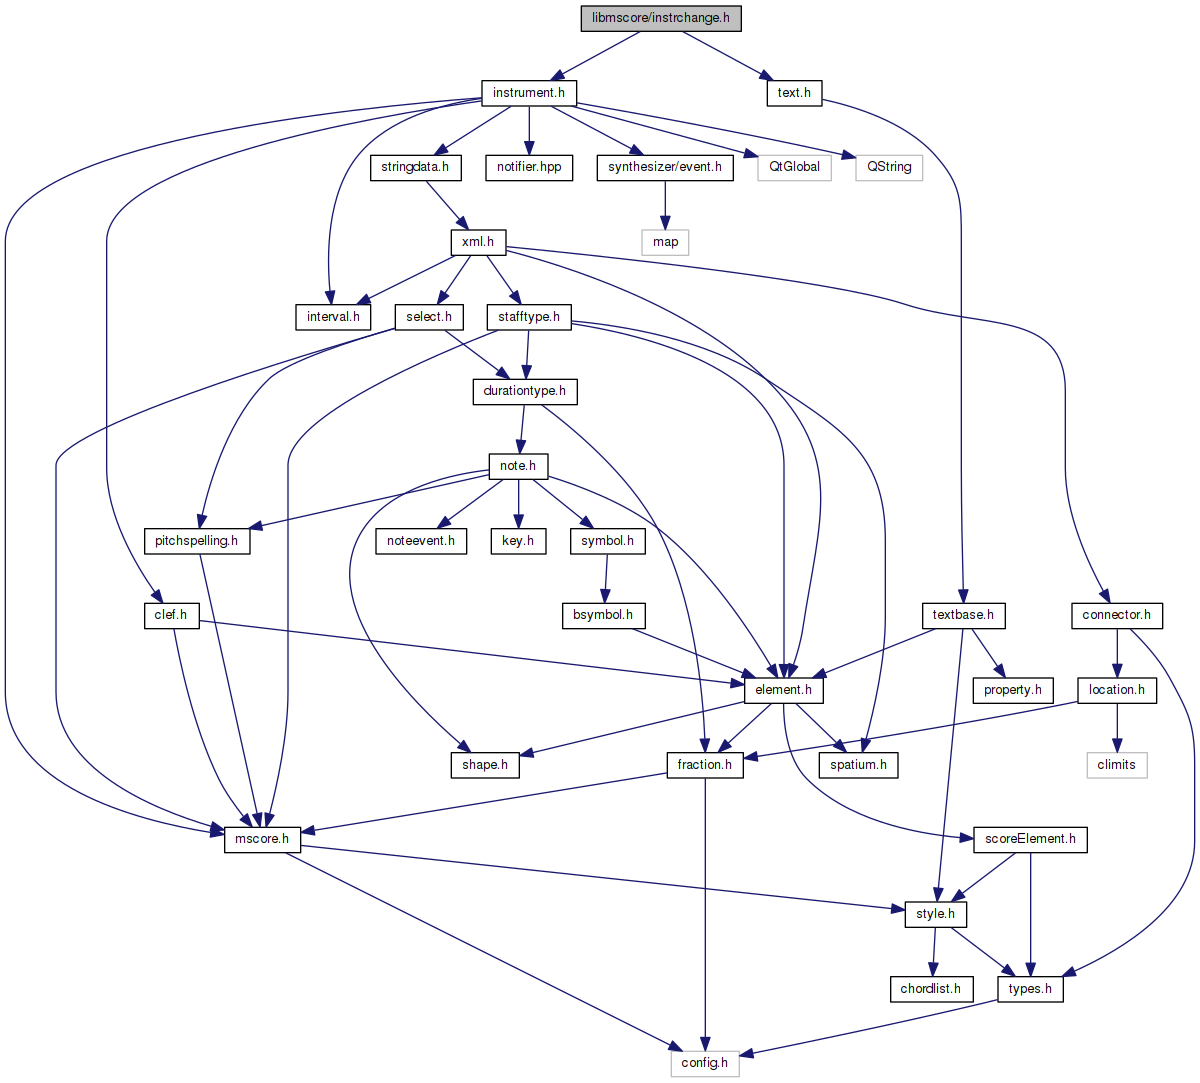 libmscore/instrchange.h
instrument.h
text.h
stringdata.h
notifier.hpp
synthesizer/event.h
QtGlobal
QString
xml.h
map
interval.h
select.h
stafftype.h
durationtype.h
note.h
pitchspelling.h
noteevent.h
key.h
symbol.h
clef.h
bsymbol.h
textbase.h
connector.h
element.h
property.h
location.h
shape.h
fraction.h
spatium.h
climits
mscore.h
scoreElement.h
style.h
chordlist.h
types.h
config.h